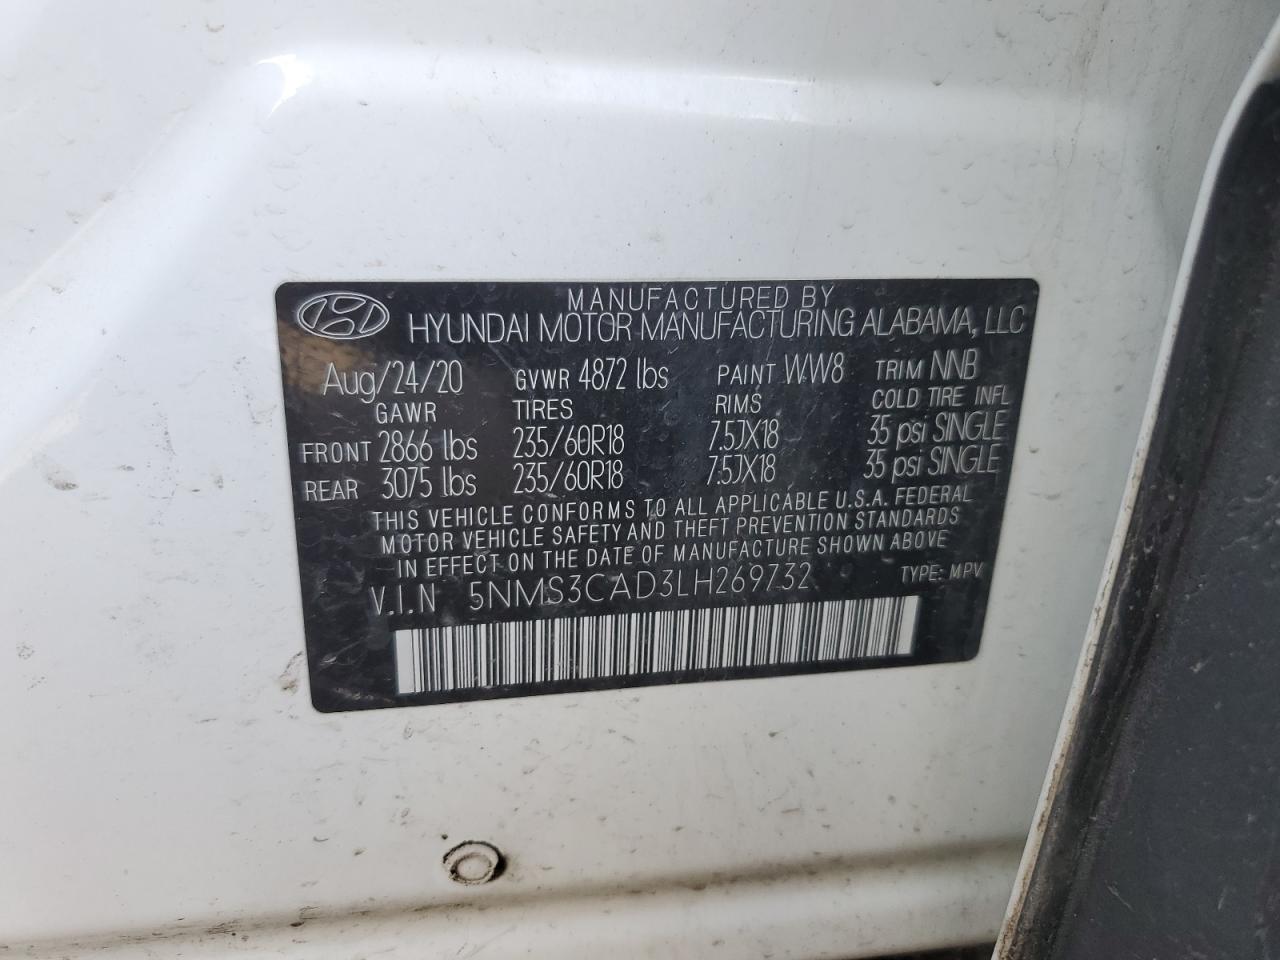 MANUFACTURED BY
HYUNDAI MOTOR MANUFACTURING ALABAMA, LLC
Aug/24/20 GVWR 4872 lbs PAINT WW8 TRIM NNB
GAWR TIRES RIMS COLD TIRE INFL
FRONT 2866 lbs 235/60R18 7.5JX18 35 psi SINGLE
REAR 3075 lbs 235/60R18 7.5JX18 35 psi SINGLE
THIS VEHICLE CONFORMS TO ALL APPLICABLE U.S.A. FEDERAL
MOTOR VEHICLE SAFETY AND THEFT PREVENTION STANDARDS
IN EFFECT ON THE DATE OF MANUFACTURE SHOWN ABOVE
V.I.N 5NMS3CAD3LH269732 TYPE: MPV